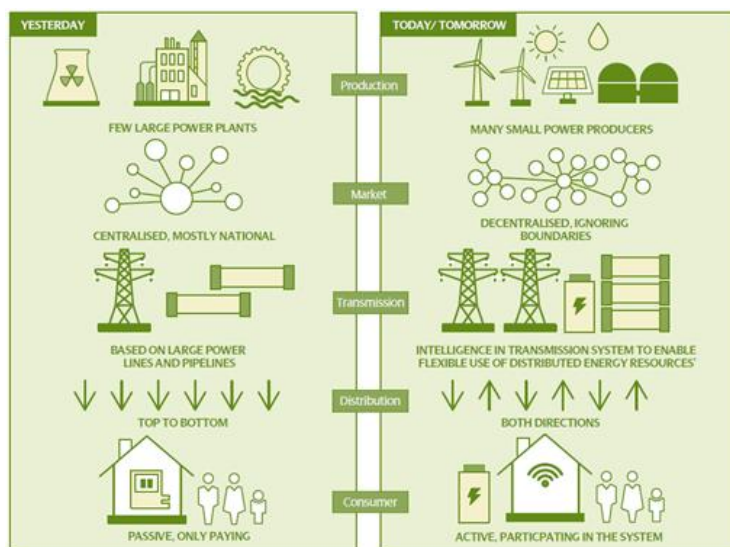 YESTERDAY
TODAY/ TOMORROW
Production
FEW LARGE POWER PLANTS
MANY SMALL POWER PRODUCERS
Market
CENTRALISED, MOSTLY NATIONAL
DECENTRALISED, IGNORING
BOUNDARIES
Transmission
BASED ON LARGE POWER
LINES AND PIPELINES
INTELLIGENCE IN TRANSMISSION SYSTEM TO ENABLE
FLEXIBLE USE OF DISTRIBUTED ENERGY RESOURCES'
Distribution
TOP TO BOTTOM
BOTH DIRECTIONS
Consumer
PASSIVE, ONLY PAYING
ACTIVE, PARTICPATING IN THE SYSTEM